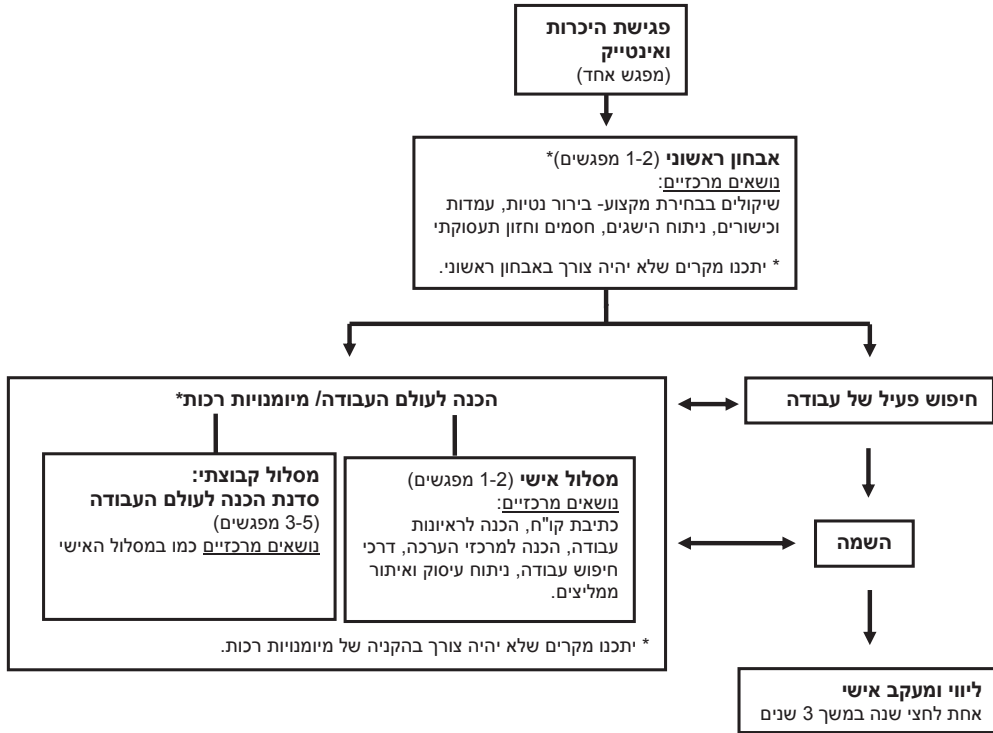 פגישת היכרות
ואינטייק
(מפגש אחד)
אבחון ראשוני (1-2 מפגשים)*
נושאים מרכזיים:
שיקולים בבחירת מקצוע- בירור נטיות, עמדות
וכישורים, ניתוח הישגים, חסמים וחזון תעסוקתי
* יתכנו מקרים שלא יהיה צורך באבחון ראשוני.
חיפוש פעיל של עבודה
הכנה לעולם העבודה/ מיומנויות רכות*
מסלול אישי (1-2 מפגשים)
נושאים מרכזיים:
כתיבת קו"ח, הכנה לראיונות
עבודה, הכנה למרכזי הערכה, דרכי
חיפוש עבודה, ניתוח עיסוק ואיתור
ממליצים.
מסלול קבוצתי:
סדנת הכנה לעולם העבודה
(3-5 מפגשים)
נושאים מרכזיים כמו במסלול האישי
* יתכנו מקרים שלא יהיה צורך בהקניה של מיומנויות רכות.
השמה
ליווי ומעקב אישי
אחת לחצי שנה במשך 3 שנים